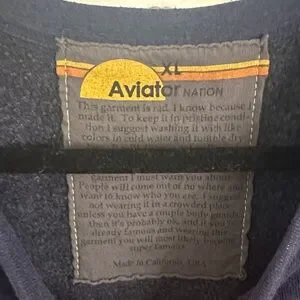 XL
Aviator NATION
This garment is rad. I know because I
made it. To keep it in pristine condi-
tion I suggest washing it with like
colors in cold water and tumble dry
garment I must warn you about.
People will come out of no where and
want to know who you are. I suggest
not wearing it in a crowded place
unless you have a couple body guards
then it's probably ok, and if you're
already famous and wearing this
garment you will most likely become
super famous.
Made in California, USA